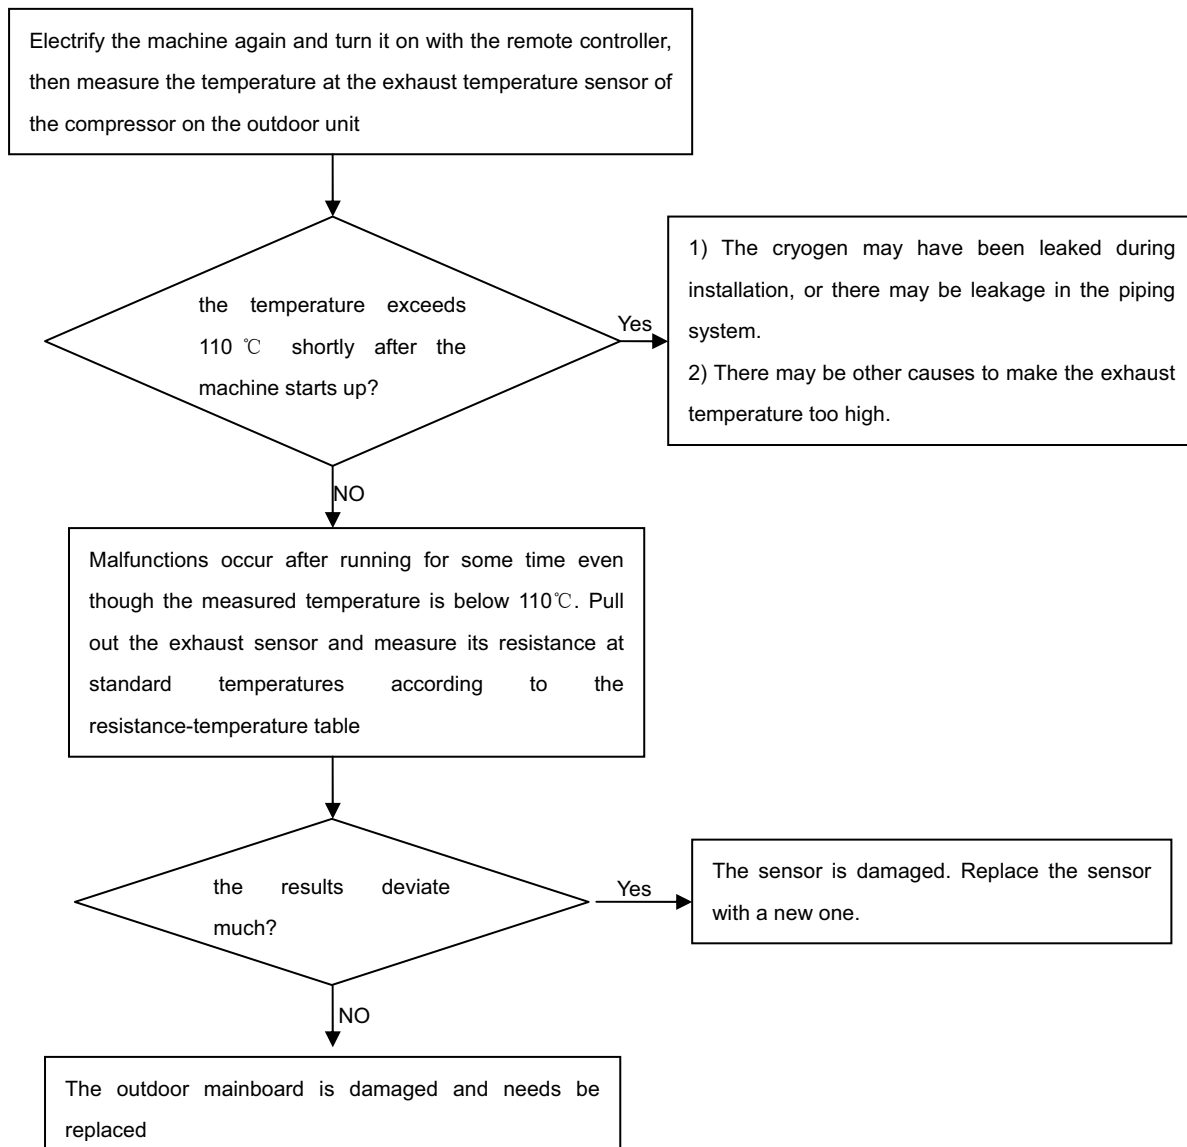 Electrify the machine again and turn it on with the remote controller,
then measure the temperature at the exhaust temperature sensor of
the compressor on the outdoor unit
the temperature exceeds
110 ℃ shortly after the
machine starts up?
Yes
1) The cryogen may have been leaked during
installation, or there may be leakage in the piping
system.
2) There may be other causes to make the exhaust
temperature too high.
NO
Malfunctions occur after running for some time even
though the measured temperature is below 110℃. Pull
out the exhaust sensor and measure its resistance at
standard temperatures according to the
resistance-temperature table
the results deviate
much?
Yes
The sensor is damaged. Replace the sensor
with a new one.
NO
The outdoor mainboard is damaged and needs be
replaced